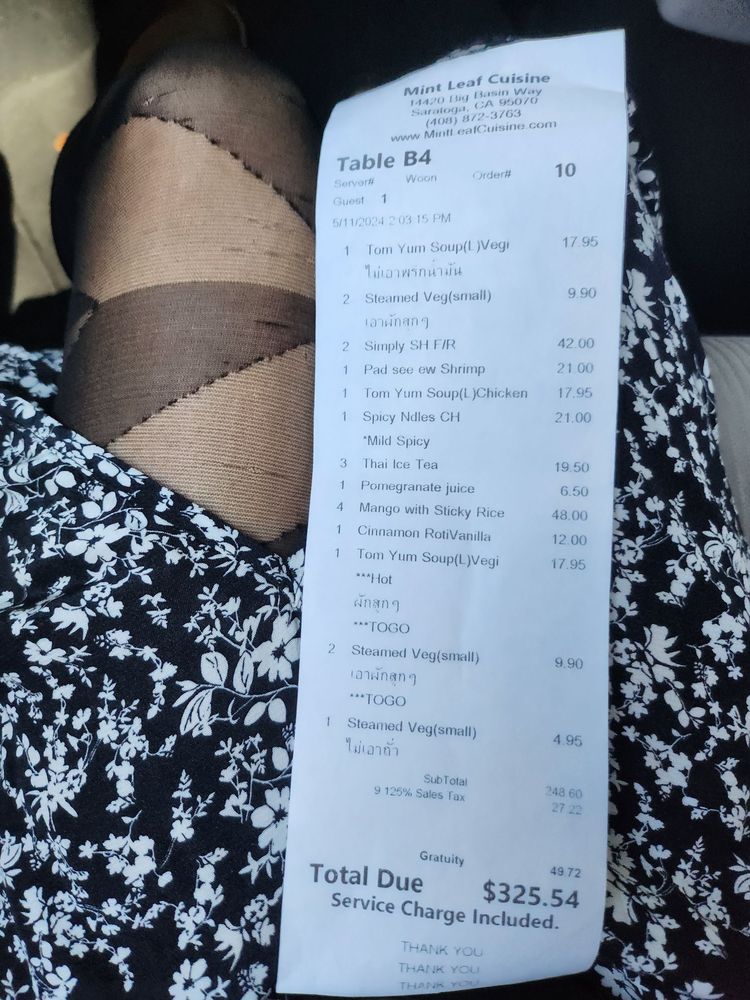 Mint Leaf Cuisine
14420 Big Basin Way
Saratoga, CA 95070
(408) 872-3763
www.MintLeafCuisine.com
Table B4
Server# Woon Order# 10
Guest 1
5/11/2024 2:03:15 PM
1 Tom Yum Soup(L)Vegi 17.95
ไม่เอาพริกน้ำมัน
2 Steamed Veg(small) 9.90
เอาผักสุกๆ
2 Simply SH F/R 42.00
1 Pad see ew Shrimp 21.00
1 Tom Yum Soup(L)Chicken 17.95
1 Spicy Ndles CH 21.00
*Mild Spicy
3 Thai Ice Tea 19.50
1 Pomegranate juice 6.50
4 Mango with Sticky Rice 48.00
1 Cinnamon RotiVanilla 12.00
1 Tom Yum Soup(L)Vegi 17.95
***Hot
ผักสุกๆ
***TOGO
2 Steamed Veg(small) 9.90
เอาผักสุกๆ
***TOGO
1 Steamed Veg(small) 4.95
ไม่เอาถั่ว
SubTotal 248.60
9.125% Sales Tax 27.22
Gratuity 49.72
Total Due $325.54
Service Charge Included.
THANK YOU
THANK YOU
THANK YOU